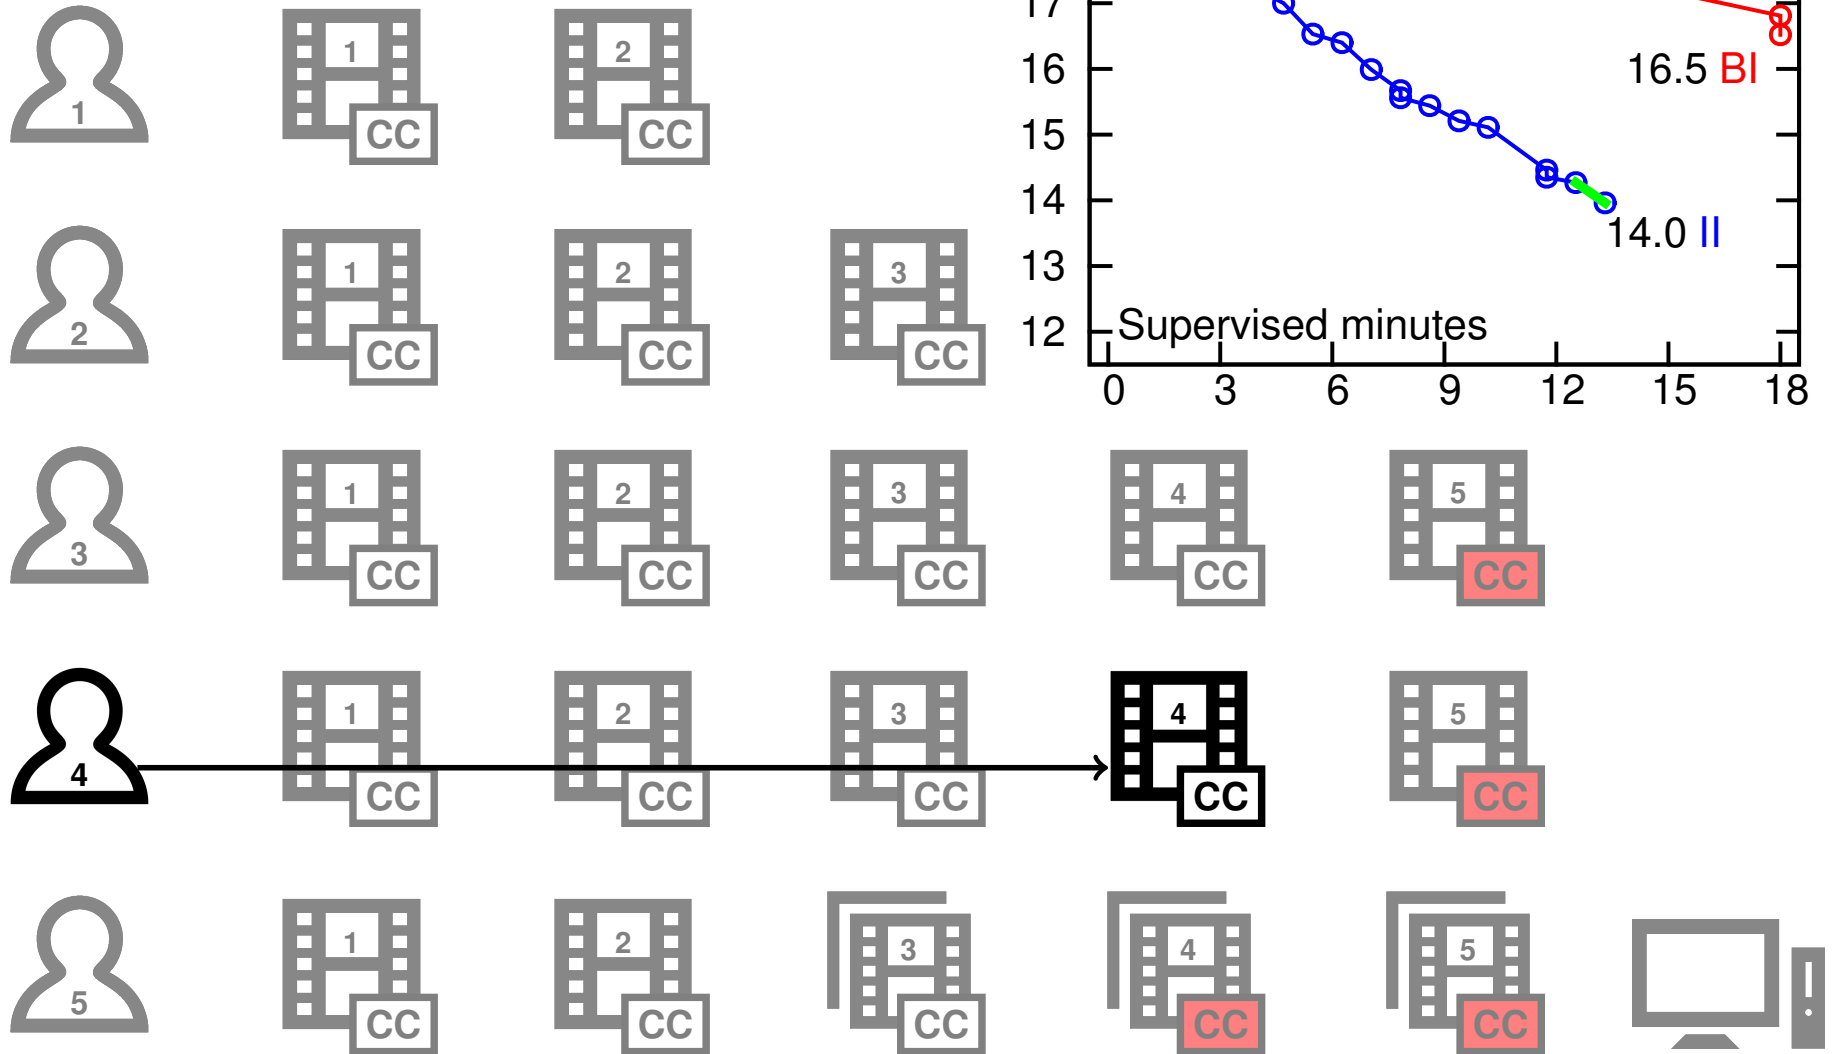 17
1 1 2
16 16.5 BI
CC CC
15
14
14.0 II
1 2 3 13
2 CC CC CC 12 Supervised minutes
0 3 6 9 12 15 18
1 2 3 4 5
3
CC CC CC CC CC
1 2 3 4 5
4
CC CC CC CC CC
1 2 3 4 5
5
CC CC CC CC CC